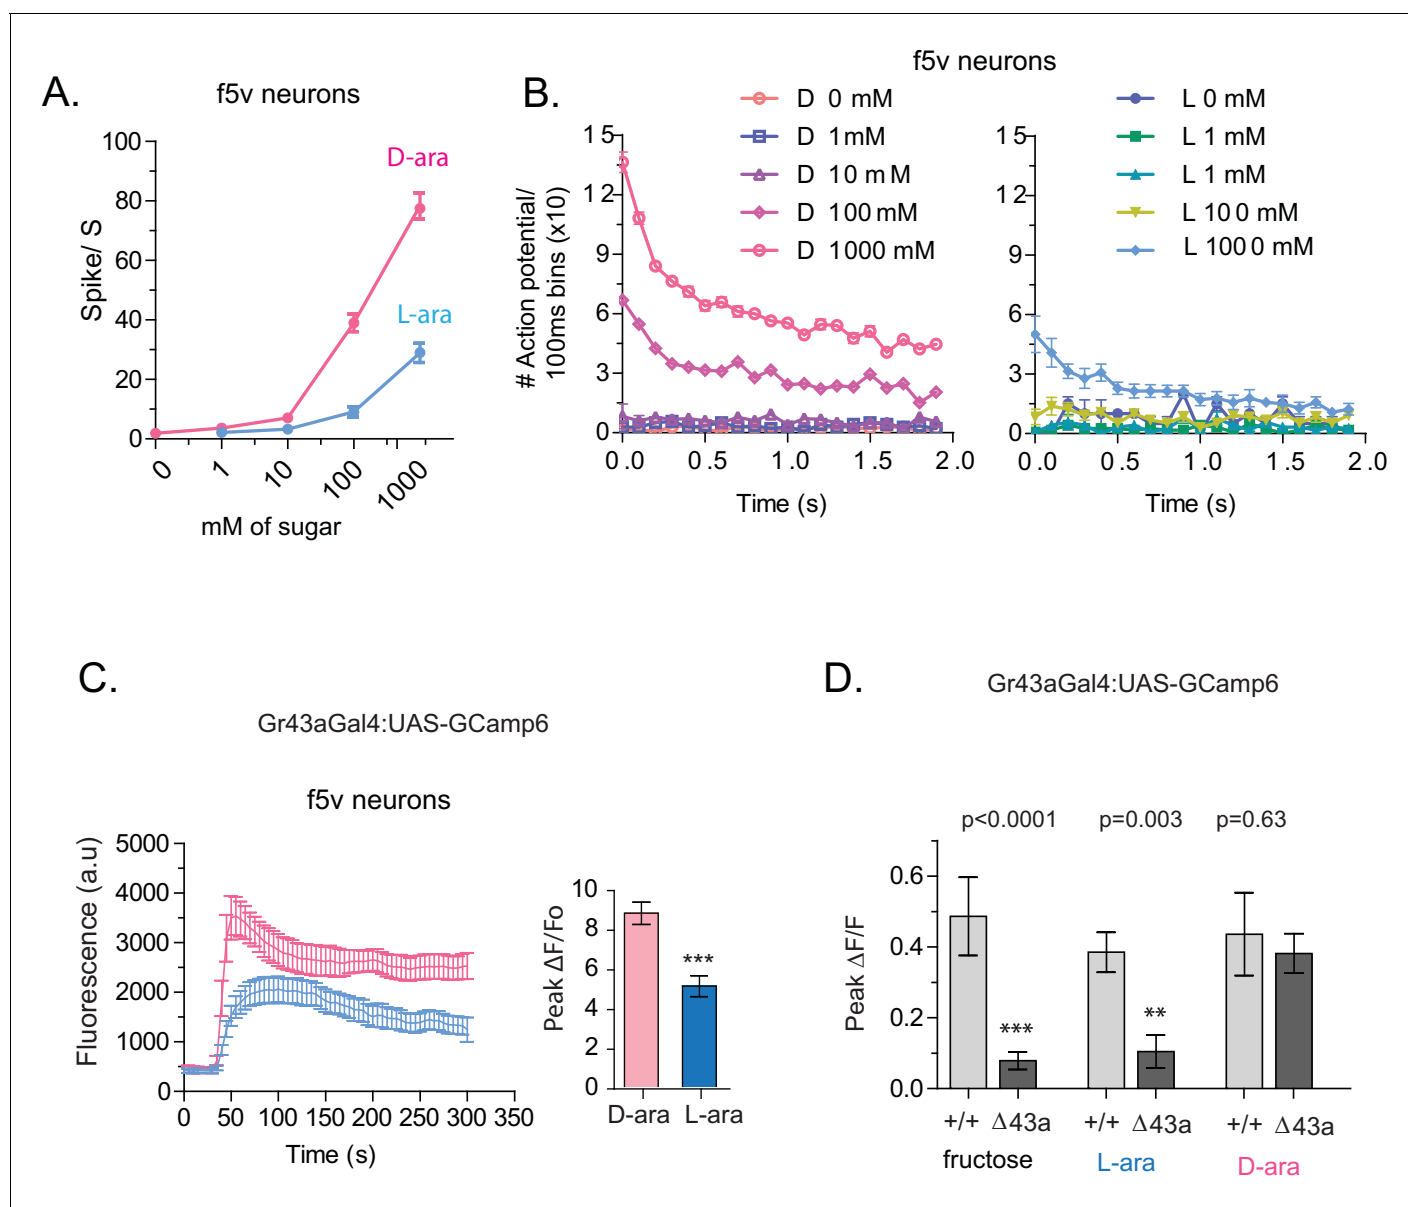 A.
f5v neurons
100
80
60
40
20
0
Spike/ S
D-ara
L-ara
0
1
10
100
1000
mM of sugar
B.
f5v neurons
D 0 mM
D 1mM
D 10 mM
D 100 mM
D 1000 mM
15
12
9
6
3
0
# Action potential/
100ms bins (x10)
0.0 0.5 1.0 1.5 2.0
Time (s)
L 0 mM
L 1 mM
L 1 mM
L 100 mM
L 1000 mM
15
12
9
6
3
0
0.0 0.5 1.0 1.5 2.0
Time (s)
C.
Gr43aGal4:UAS-GCamp6
f5v neurons
5000
4000
3000
2000
1000
0
Fluorescence (a.u)
0 50 100 150 200 250 300 350
Time (s)
10
8
6
4
2
0
Peak ΔF/Fo
***
D-ara L-ara
D.
Gr43aGal4:UAS-GCamp6
p<0.0001 p=0.003 p=0.63
0.6
0.4
0.2
0.0
Peak ΔF/F
***
**
+/+ Δ43a +/+ Δ43a +/+ Δ43a
fructose L-ara D-ara